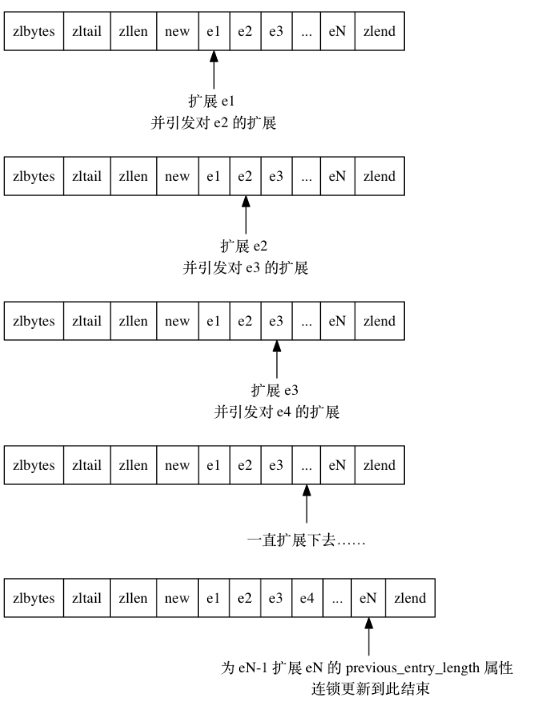 zlbytes zltail zllen new e1 e2 e3 ... eN zlend
扩展 e1
并引发对 e2 的扩展
zlbytes zltail zllen new e1 e2 e3 ... eN zlend
扩展 e2
并引发对 e3 的扩展
zlbytes zltail zllen new e1 e2 e3 ... eN zlend
扩展 e3
并引发对 e4 的扩展
zlbytes zltail zllen new e1 e2 e3 ... eN zlend
一直扩展下去……
zlbytes zltail zllen new e1 e2 e3 e4 ... eN zlend
为 eN-1 扩展 eN 的 previous_entry_length 属性
连锁更新到此结束